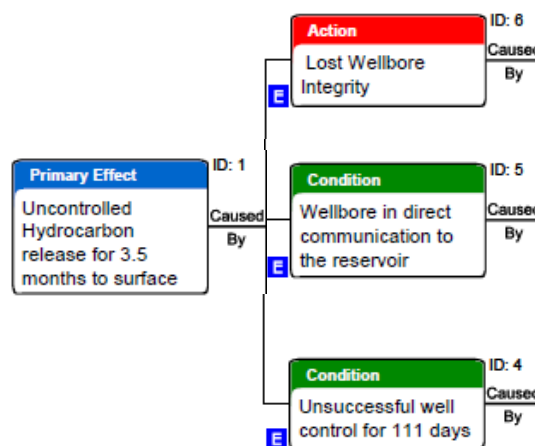 ID: 6
Action
Lost Wellbore
Integrity
Caused
By
E
ID: 1
Primary Effect
Uncontrolled
Hydrocarbon
release for 3.5
months to surface
Caused
By
ID: 5
Condition
Wellbore in direct
communication to
the reservoir
Caused
By
E
ID: 4
Condition
Unsuccessful well
control for 111 days
Caused
By
E